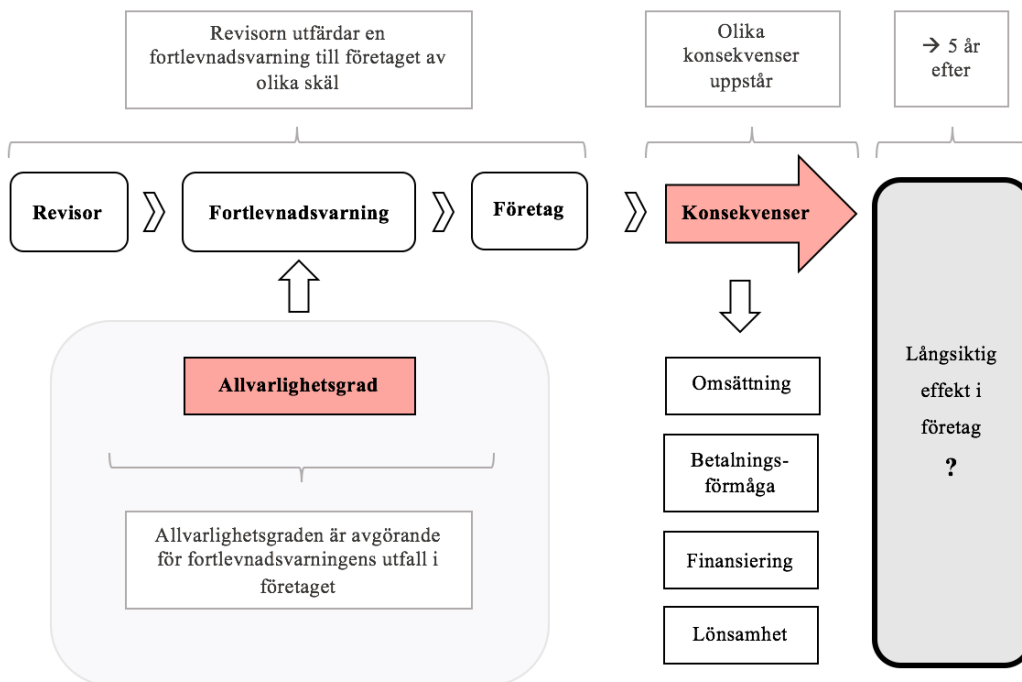 Revisorn utfärdar en
fortlevnadsvarning till företaget av
olika skäl
Olika
konsekvenser
uppstår
→ 5 år
efter
Revisor
Fortlevnadsvarning
Företag
Konsekvenser
Allvarlighetsgrad
Allvarlighetsgraden är avgörande
för fortlevnadsvarningens utfall i
företaget
Omsättning
Betalnings-
förmåga
Finansiering
Lönsamhet
Långsiktig
effekt i
företag
?